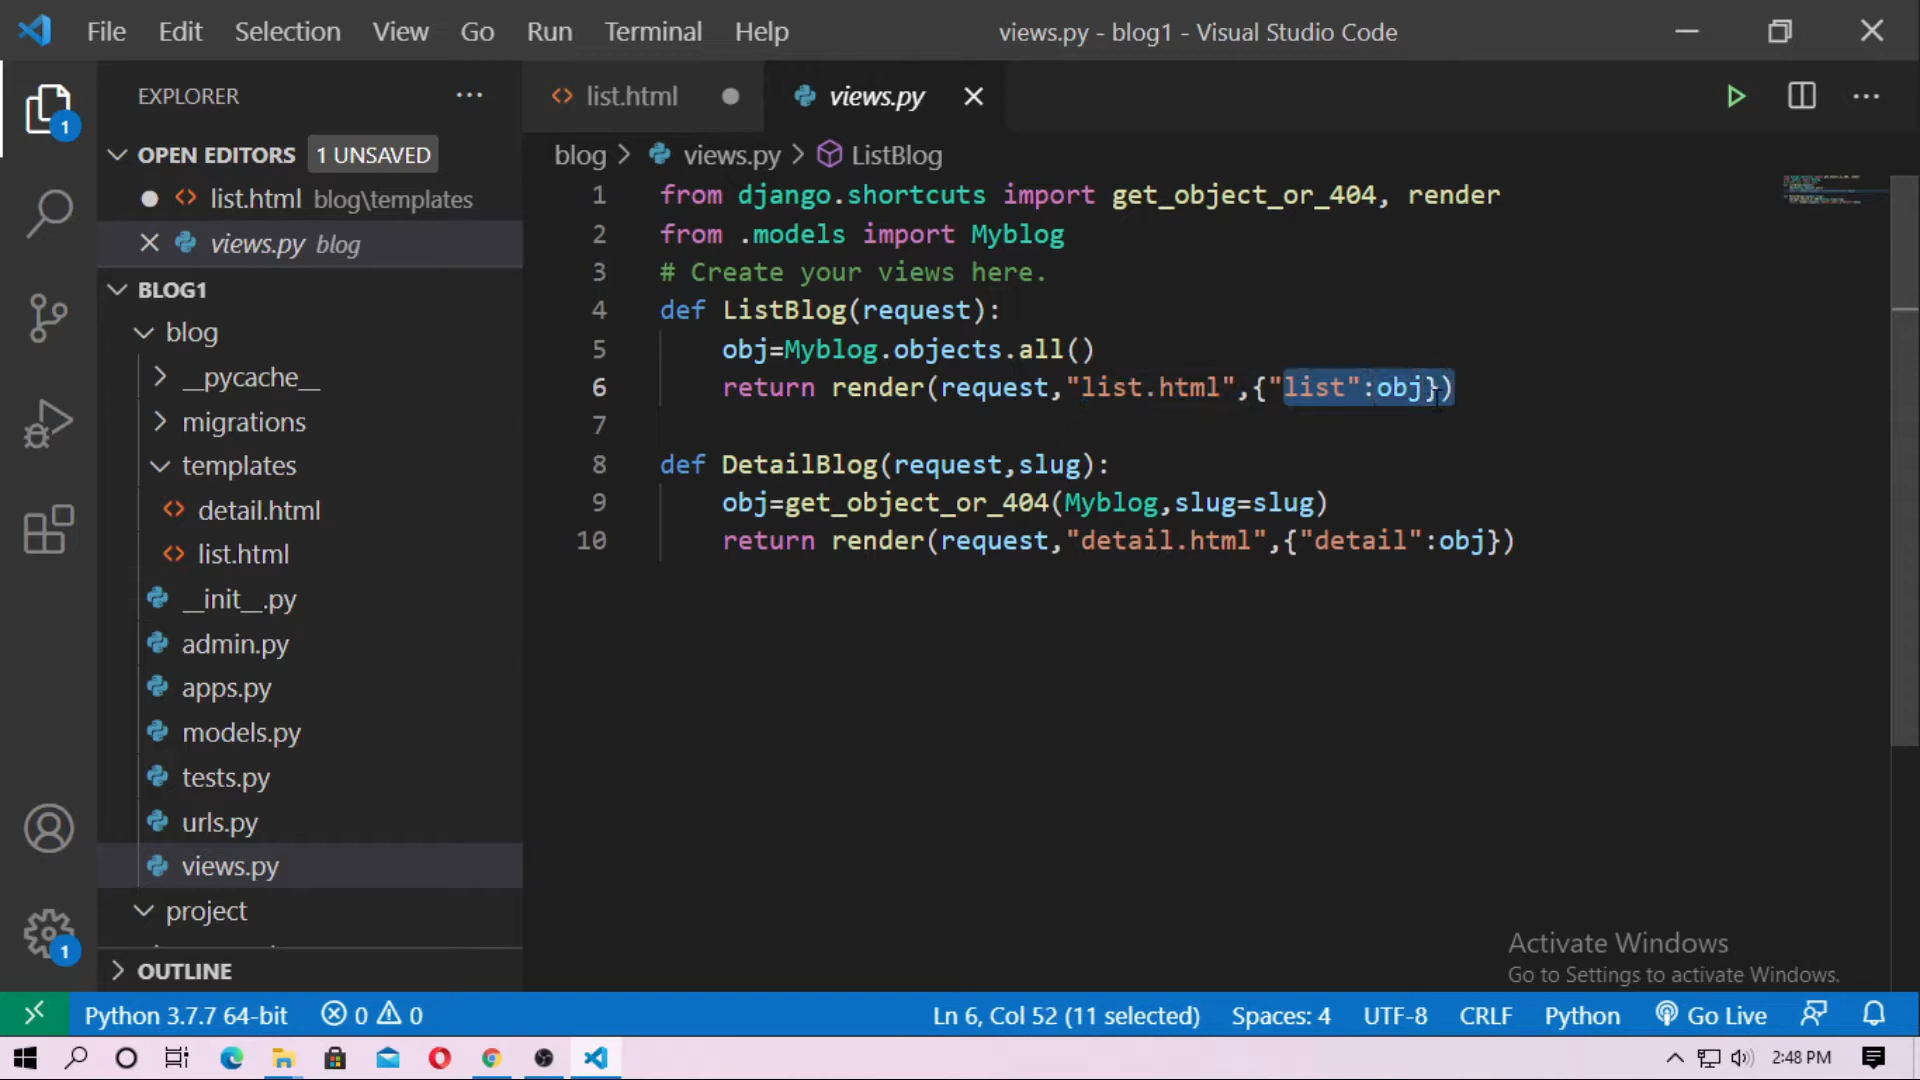 File Edit Selection View Go Run Terminal Help views.py - blog1 - Visual Studio Code
EXPLORER
OPEN EDITORS 1 UNSAVED
list.html blog\templates
views.py blog
BLOG1
blog
__pycache__
migrations
templates
detail.html
list.html
__init__.py
admin.py
apps.py
models.py
tests.py
urls.py
views.py
project
OUTLINE
1
1
list.html views.py
blog > views.py > ListBlog
1 from django.shortcuts import get_object_or_404, render
2 from .models import Myblog
3 # Create your views here.
4 def ListBlog(request):
5 obj=Myblog.objects.all()
6 return render(request,"list.html",{"list":obj})
7
8 def DetailBlog(request,slug):
9 obj=get_object_or_404(Myblog,slug=slug)
10 return render(request,"detail.html",{"detail":obj})
Activate Windows
Go to Settings to activate Windows.
Python 3.7.7 64-bit 0 0 Ln 6, Col 52 (11 selected) Spaces: 4 UTF-8 CRLF Python Go Live
2:48 PM